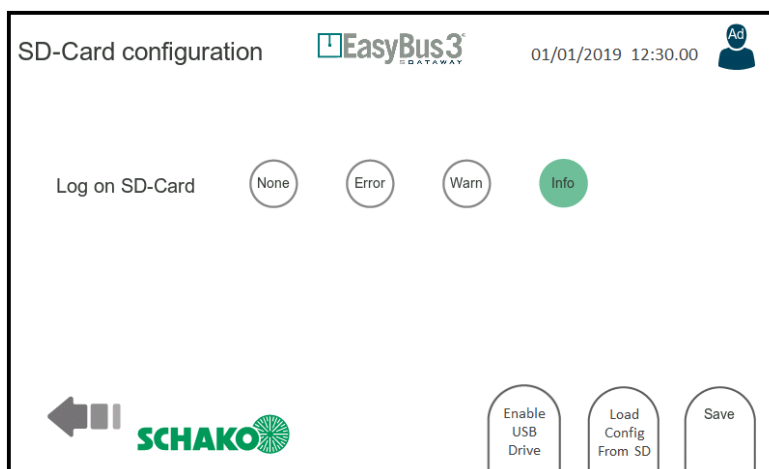 SD-Card configuration
EasyBus3
DATAWAY
01/01/2019 12:30.00
Ad
Log on SD-Card
None
Error
Warn
Info
SCHAKO
Enable
USB
Drive
Load
Config
From SD
Save